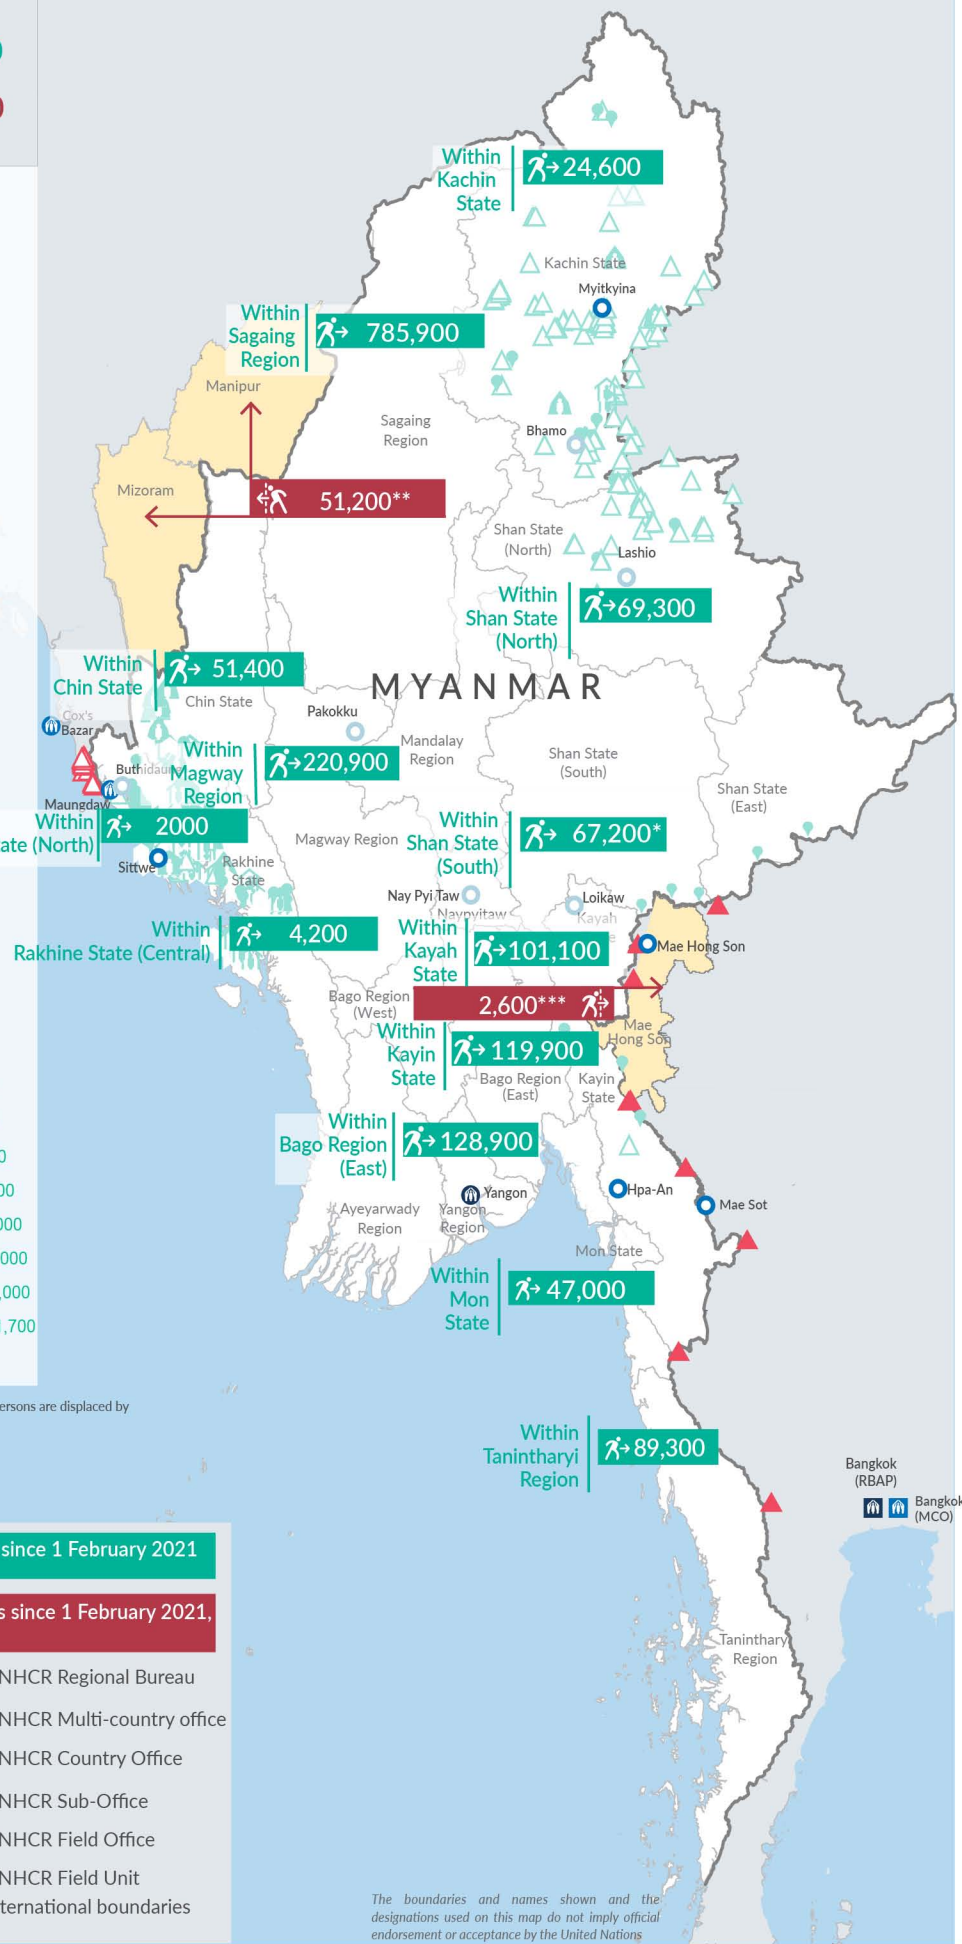 Within
Kachin
State
24,600
Kachin State
Myitkyina
Within
Sagaing
Region
785,900
Manipur
Sagaing
Region
Bhamo
Mizoram
51,200**
Shan State
(North)
Lashio
Within
Shan State
(North)
69,300
Within
Chin State
51,400
MYANMAR
Chin State
Cox's
Bazar
Pakokku
Mandalay
Region
Within
Magway
Region
220,900
Shan State
(South)
Shan State
(East)
Maungdaw
Within
ate (North)
2000
Magway Region
Within
Shan State
(South)
67,200*
Sittwe
Rakhine
State
Nay Pyi Taw
Naypyitaw
Loikaw
Kayah
Within
Rakhine State (Central)
4,200
Within
Kayah
State
101,100
Mae Hong Son
Bago Region
(West)
2,600***
Mae
Hong Son
Within
Kayin
State
119,900
Bago Region
(East)
Kayin
State
Within
Bago Region
(East)
128,900
0
00
000
000
,000
,700
Yangon
Hpa-An
Mae Sot
Ayeyarwady
Region
Yangon
Region
Mon State
Within
Mon
State
47,000
ersons are displaced by
Within
Tanintharyi
Region
89,300
Bangkok
(RBAP)
Bangkok
(MCO)
since 1 February 2021
s since 1 February 2021,
NHCR Regional Bureau
NHCR Multi-country office
NHCR Country Office
NHCR Sub-Office
NHCR Field Office
NHCR Field Unit
ternational boundaries
Taninthary
Region
The boundaries and names shown and the
designations used on this map do not imply official
endorsement or acceptance by the United Nations